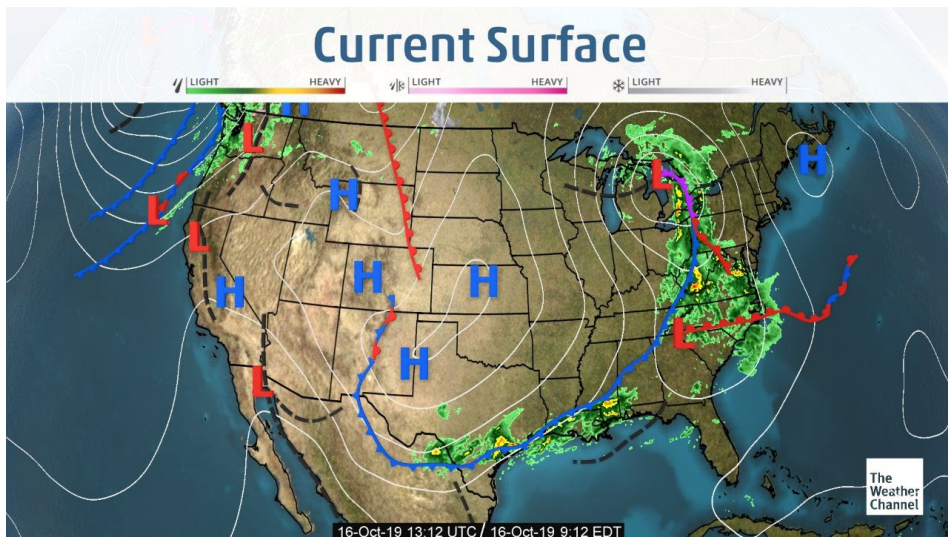 Current Surface
LIGHT HEAVY LIGHT HEAVY LIGHT HEAVY
L
H
L
H
H
L
L
H
H
H
L
H
L
The
Weather
Channel
16-Oct-19 13:12 UTC / 16-Oct-19 9:12 EDT